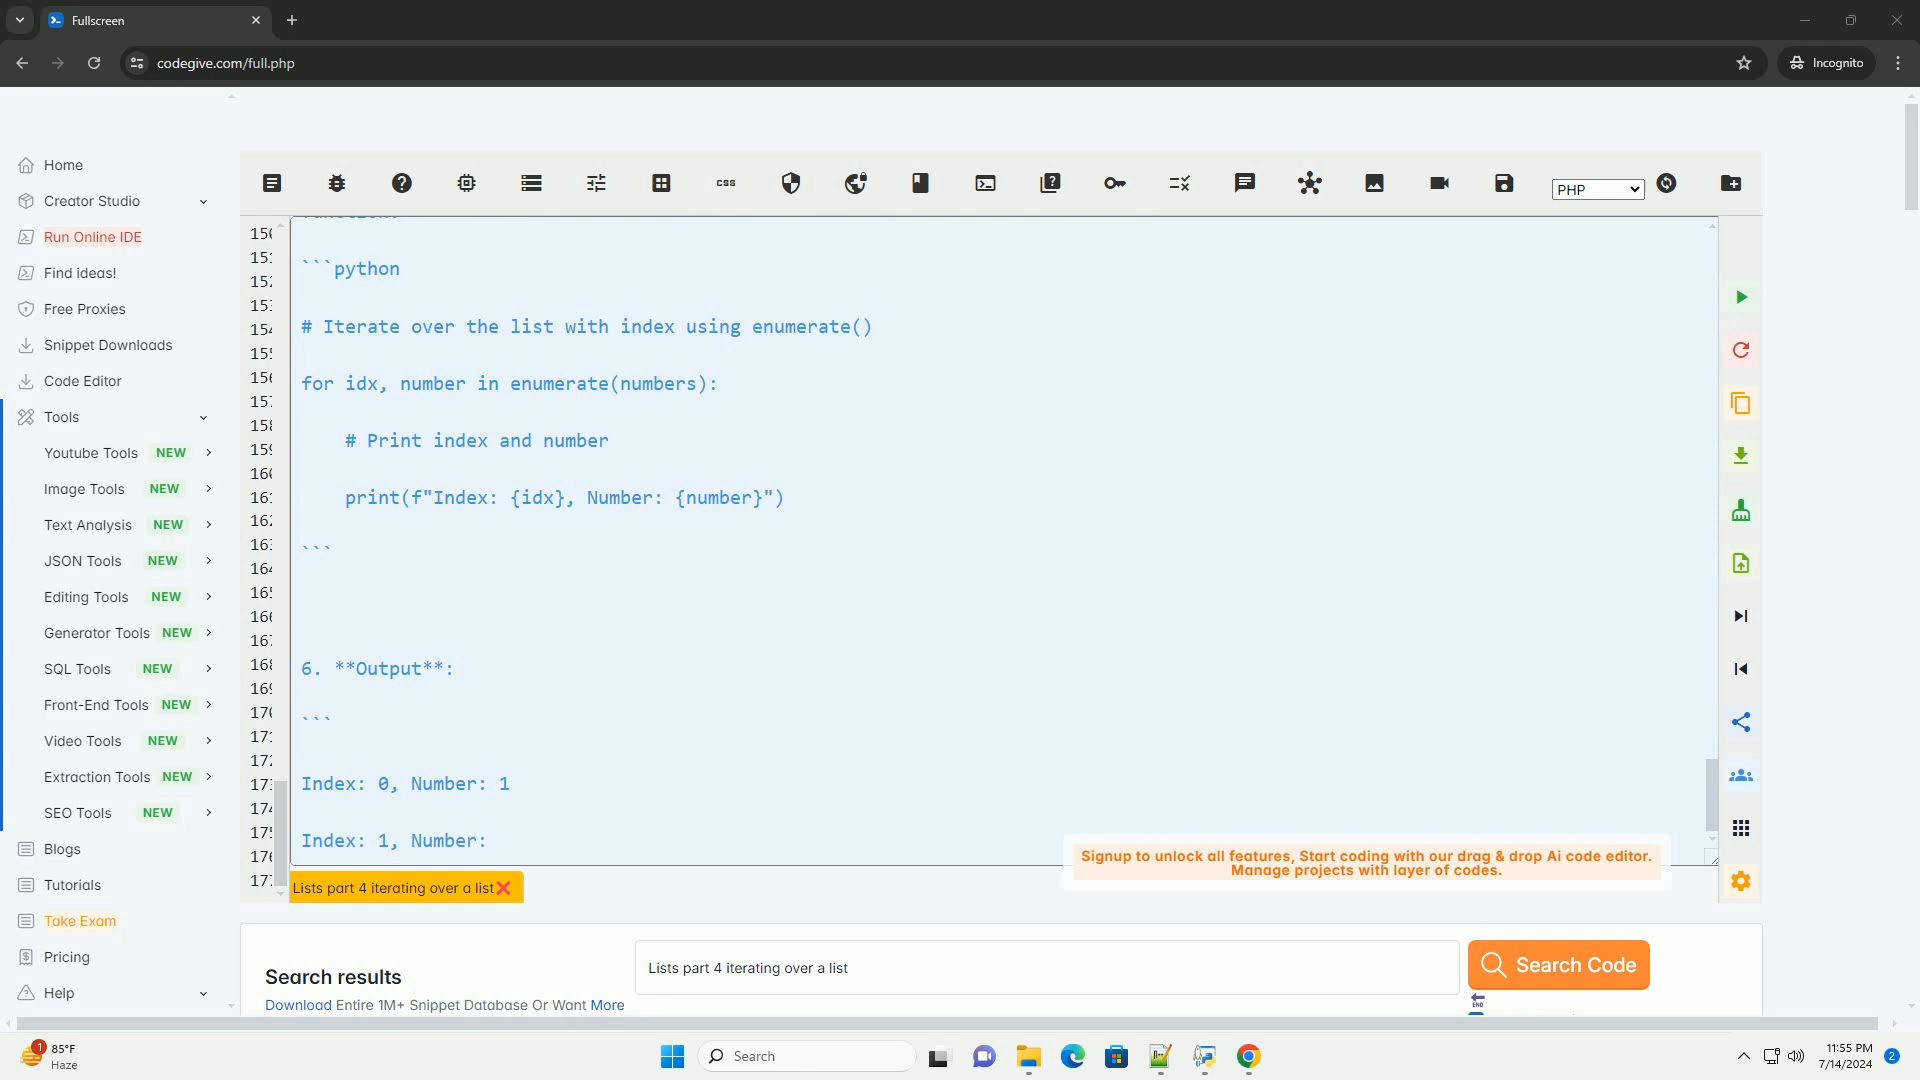 Fullscreen
codegive.com/full.php
Incognito
Home
Creator Studio
Run Online IDE
Find ideas!
Free Proxies
Snippet Downloads
Code Editor
Tools
Youtube Tools NEW
Image Tools NEW
Text Analysis NEW
JSON Tools NEW
Editing Tools NEW
Generator Tools NEW
SQL Tools NEW
Front-End Tools NEW
Video Tools NEW
Extraction Tools NEW
SEO Tools NEW
Blogs
Tutorials
Take Exam
Pricing
Help
css
PHP
```python
# Iterate over the list with index using enumerate()
for idx, number in enumerate(numbers):
# Print index and number
print(f"Index: {idx}, Number: {number}")
```
6. **Output**:
```
Index: 0, Number: 1
Index: 1, Number:
Signup to unlock all features, Start coding with our drag & drop Ai code editor.
Manage projects with layer of codes.
Lists part 4 iterating over a list
Search results
Download Entire 1M+ Snippet Database Or Want More
Lists part 4 iterating over a list
Search Code
END
1
85°F
Haze
Search
11:55 PM
7/14/2024
2